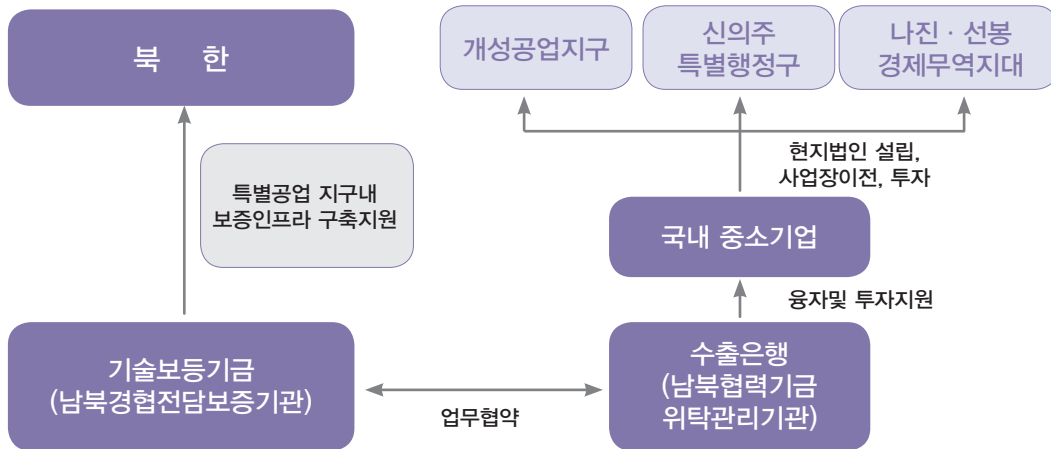 북 한
개성공업지구
신의주
특별행정구
나진 · 선봉
경제무역지대
현지법인 설립,
사업장이전, 투자
특별공업 지구내
보증인프라 구축지원
국내 중소기업
융자및 투자지원
기술보등기금
(남북경협전담보증기관)
업무협약
수출은행
(남북협력기금
위탁관리기관)